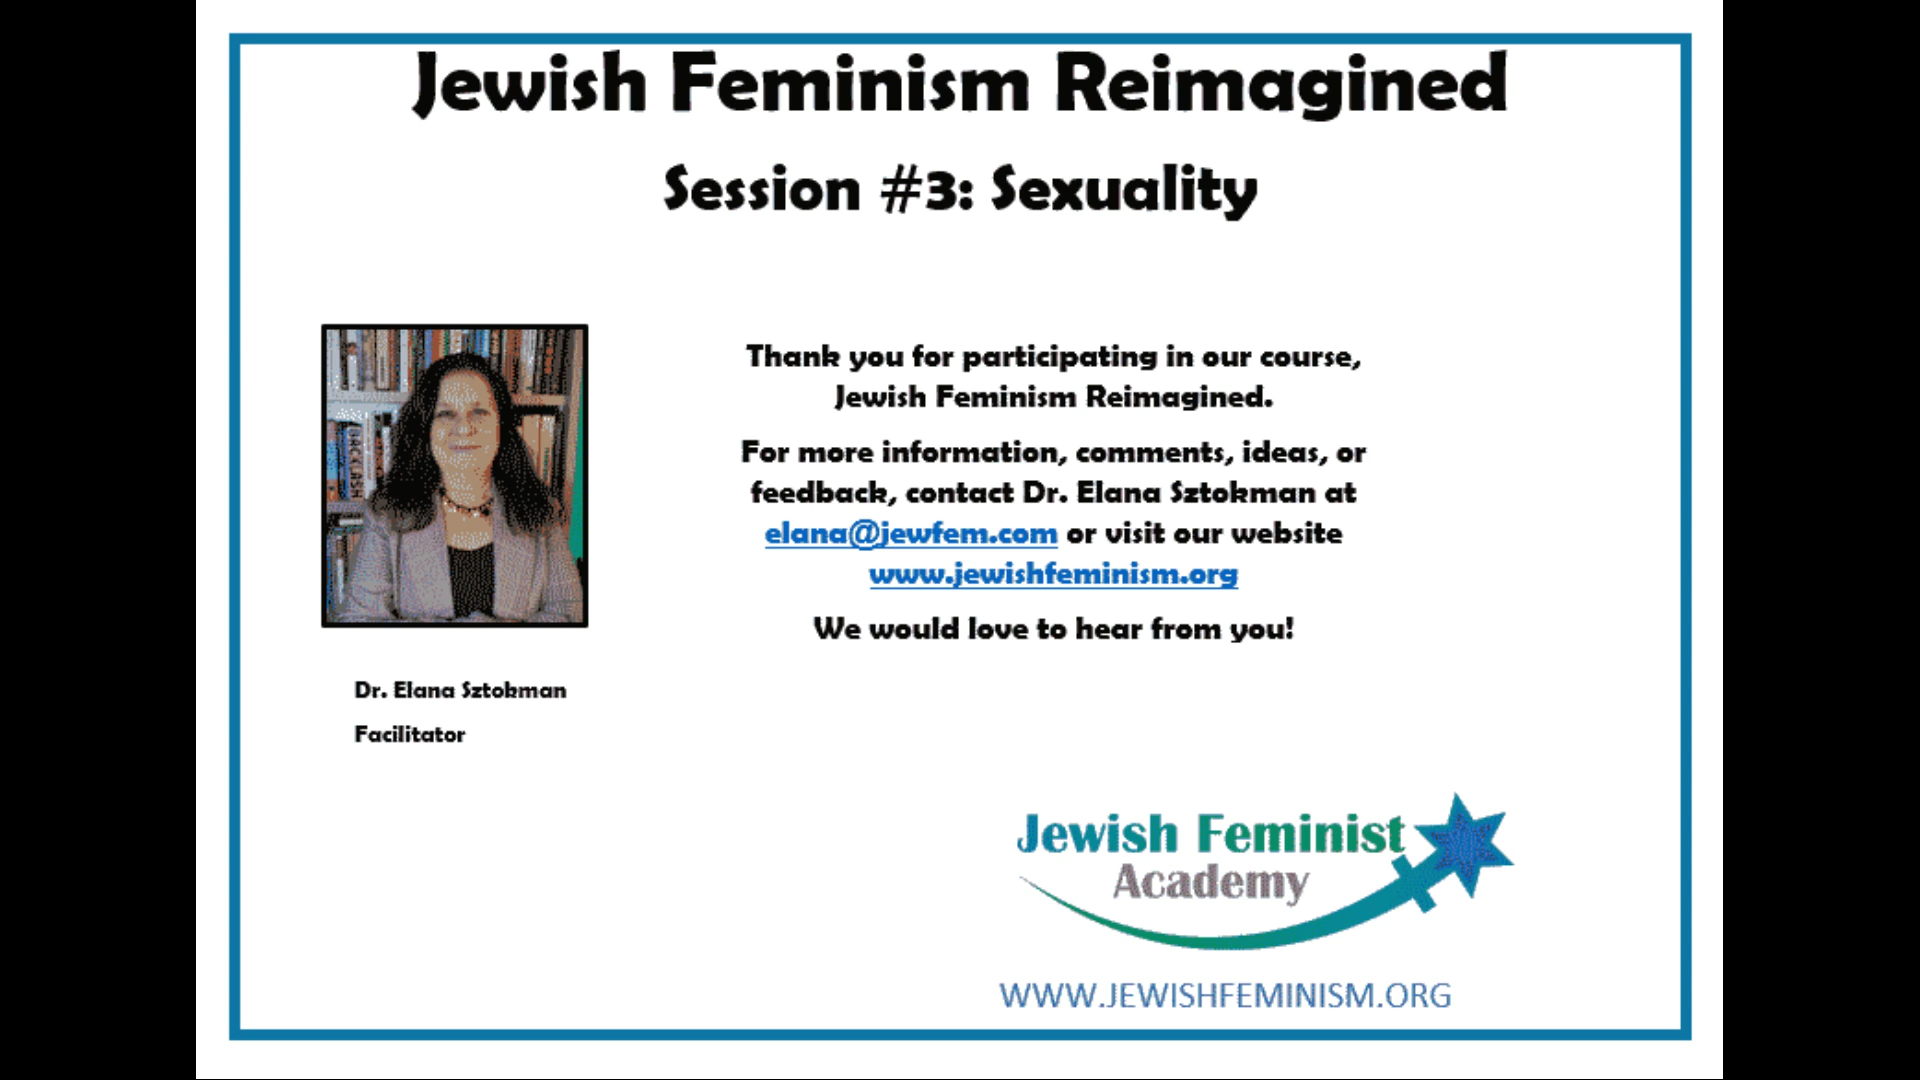 Jewish Feminism Reimagined
Session #3: Sexuality
Thank you for participating in our course,
Jewish Feminism Reimagined.
For more information, comments, ideas, or
feedback, contact Dr. Elana Sztokman at
elana@jewfem.com or visit our website
www.jewishfeminism.org
We would love to hear from you!
BACKLASH
Dr. Elana Sztokman
Facilitator
Jewish Feminist
Academy
WWW.JEWISHFEMINISM.ORG